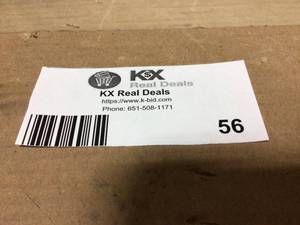 KX
Real Deals
KX Real Deals
https://www.k-bid.com
Phone: 651-508-1171
56